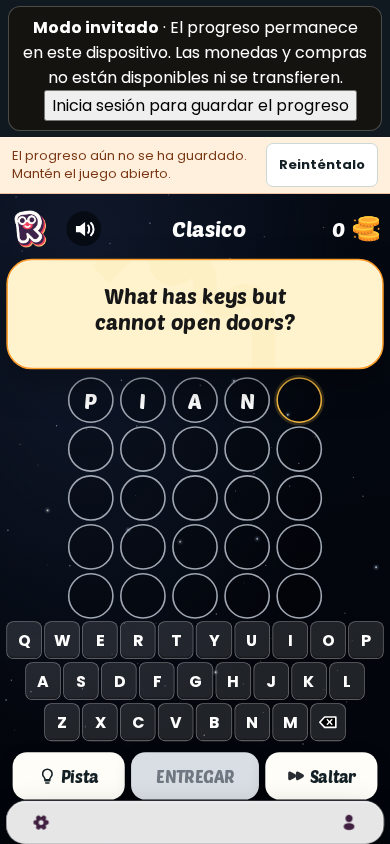 Modo invitado · El progreso permanece
en este dispositivo. Las monedas y compras
no están disponibles ni se transfieren.
Inicia sesión para guardar el progreso
El progreso aún no se ha guardado.
Mantén el juego abierto.
Reinténtalo
Clasico
0
What has keys but
cannot open doors?
P I A N
Q W E R T Y U I O P
A S D F G H J K L
Z X C V B N M
Pista
ENTREGAR
Saltar